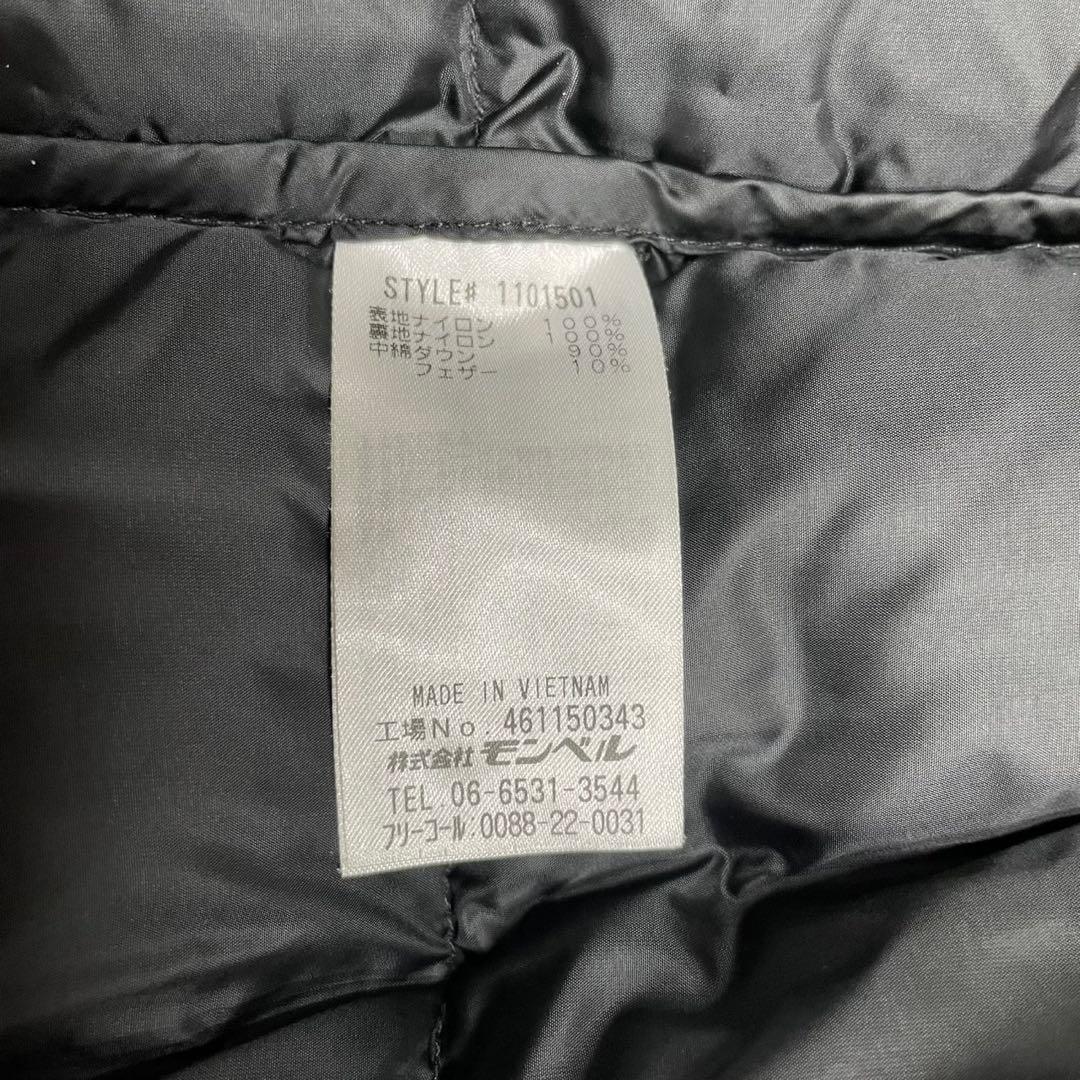 STYLE# 1101501
表地ナイロン 100%
裏地ナイロン 100%
中綿ダウン 90%
フェザー 10%
MADE IN VIETNAM
工場No. 461150343
株式会社モンベル
TEL.06-6531-3544
フリーコール:0088-22-0031